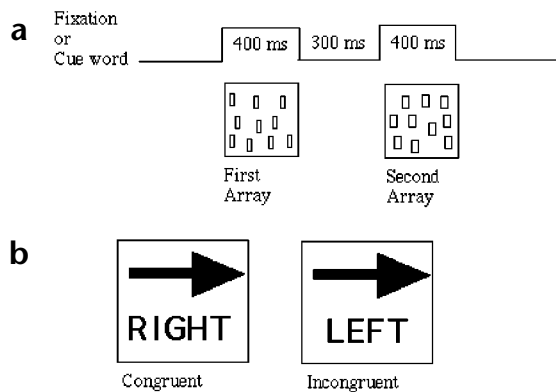 a
Fixation
or
Cue word
400 ms 300 ms 400 ms
First
Array
Second
Array
b
RIGHT
LEFT
Congruent
Incongruent